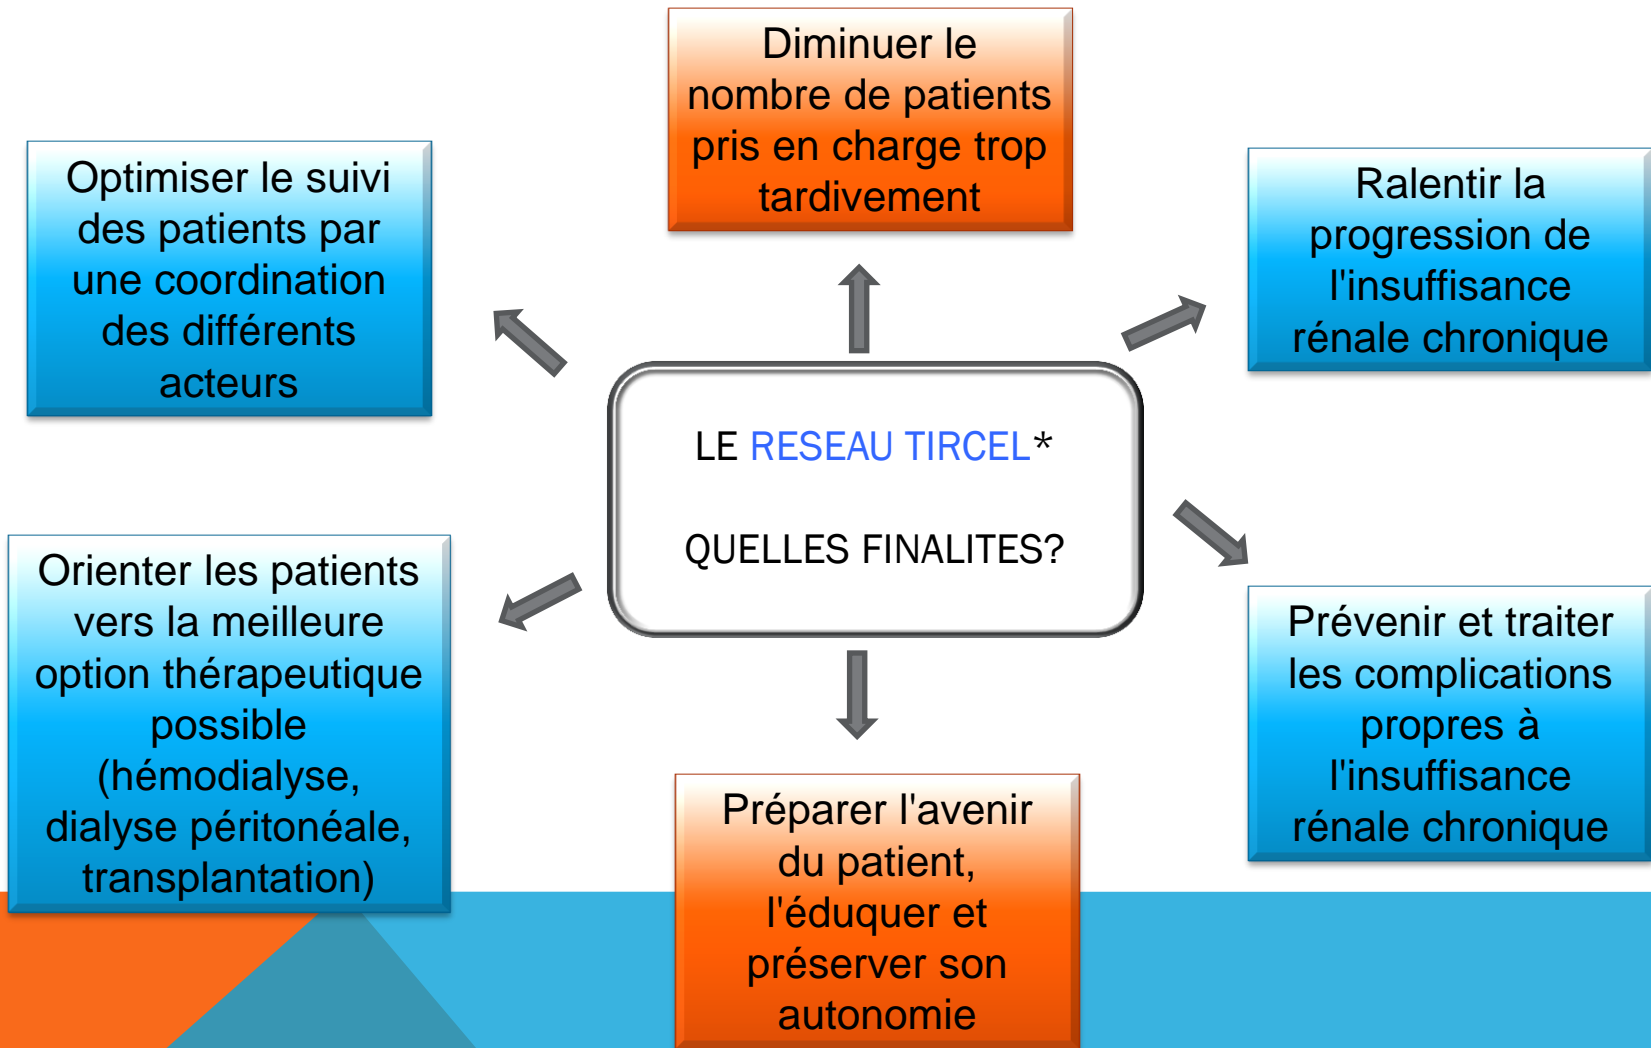 Diminuer le
nombre de patients
pris en charge trop
tardivement
Optimiser le suivi
des patients par
une coordination
des différents
acteurs
Ralentir la
progression de
l'insuffisance
rénale chronique
LE RESEAU TIRCEL*
QUELLES FINALITES?
Orienter les patients
vers la meilleure
option thérapeutique
possible
(hémodialyse,
dialyse péritonéale,
transplantation)
Prévenir et traiter
les complications
propres à
l'insuffisance
rénale chronique
Préparer l'avenir
du patient,
l'éduquer et
préserver son
autonomie